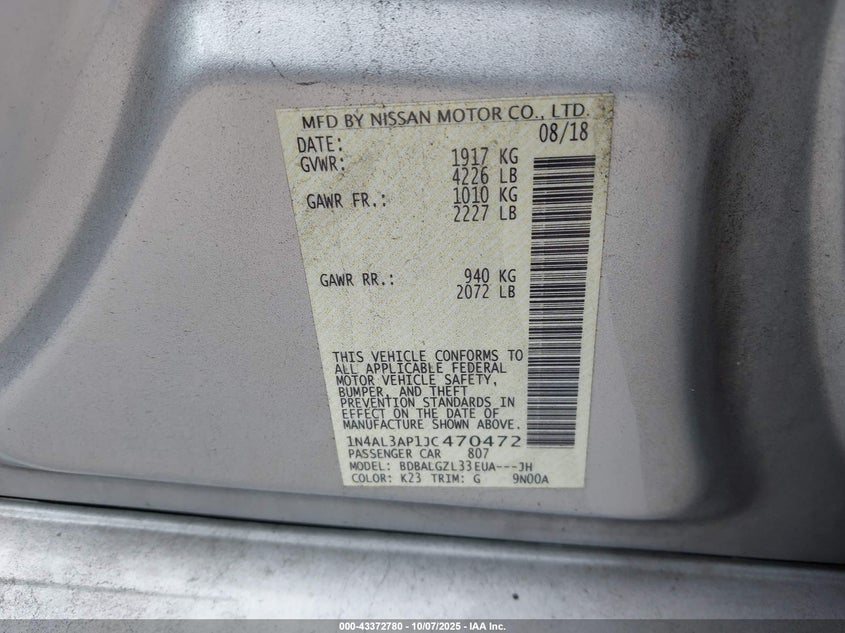 MFD BY NISSAN MOTOR CO., LTD.
DATE: 08/18
GVWR: 1917 KG
4226 LB
GAWR FR.: 1010 KG
2227 LB
GAWR RR.: 940 KG
2072 LB
THIS VEHICLE CONFORMS TO
ALL APPLICABLE FEDERAL
MOTOR VEHICLE SAFETY,
BUMPER, AND THEFT
PREVENTION STANDARDS IN
EFFECT ON THE DATE OF
MANUFACTURE SHOWN ABOVE.
1N4AL3AP1JC470472
PASSENGER CAR 807
MODEL: BDBALGZL33EUA---JH
COLOR: K23 TRIM: G 9N00A
000-43372780 - 10/07/2025 - IAA Inc.